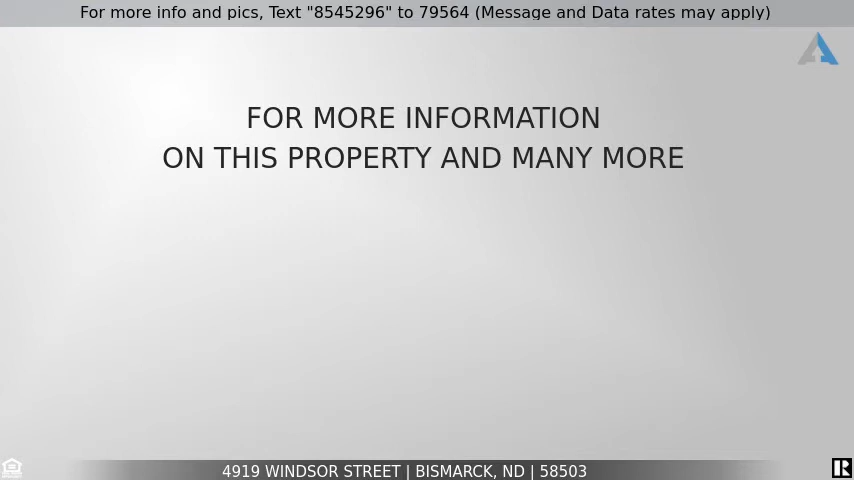 For more info and pics, Text "8545296" to 79564 (Message and Data rates may apply)
FOR MORE INFORMATION
ON THIS PROPERTY AND MANY MORE
4919 WINDSOR STREET | BISMARCK, ND | 58503